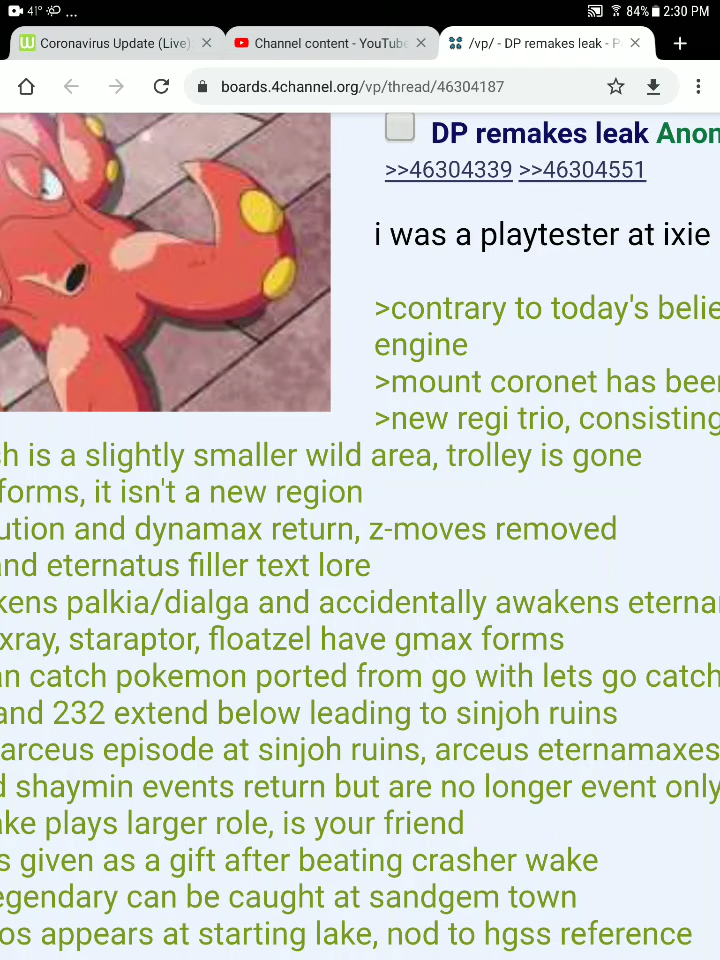 41° ... 84% 2:30 PM
Coronavirus Update (Live) Channel content - YouTube /vp/ - DP remakes leak - P
boards.4channel.org/vp/thread/46304187
DP remakes leak Anon
>>46304339 >>46304551
i was a playtester at ixie
>contrary to today's belie
engine
>mount coronet has bee
>new regi trio, consisting
sh is a slightly smaller wild area, trolley is gone
forms, it isn't a new region
ution and dynamax return, z-moves removed
and eternatus filler text lore
kens palkia/dialga and accidentally awakens eterna
xray, staraptor, floatzel have gmax forms
an catch pokemon ported from go with lets go catch
and 232 extend below leading to sinjoh ruins
arceus episode at sinjoh ruins, arceus eternamaxes
d shaymin events return but are no longer event only
ake plays larger role, is your friend
s given as a gift after beating crasher wake
egendary can be caught at sandgem town
os appears at starting lake, nod to hgss reference